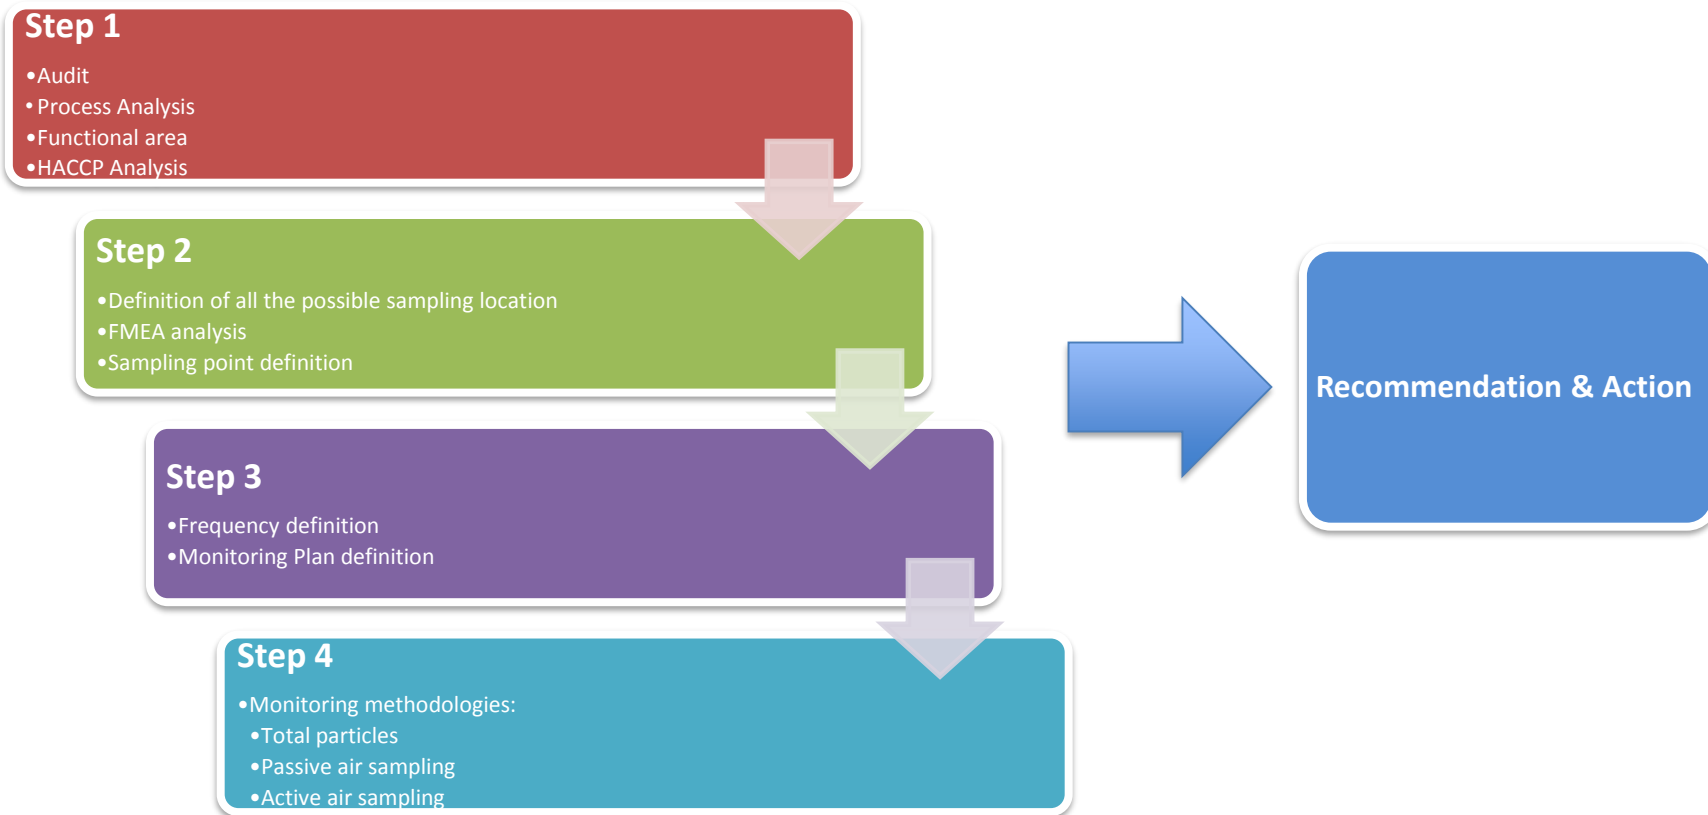 Step 1
•Audit
•Process Analysis
•Functional area
•HACCP Analysis
Step 2
•Definition of all the possible sampling location
•FMEA analysis
•Sampling point definition
Step 3
•Frequency definition
•Monitoring Plan definition
Step 4
•Monitoring methodologies:
•Total particles
•Passive air sampling
•Active air sampling
Recommendation & Action